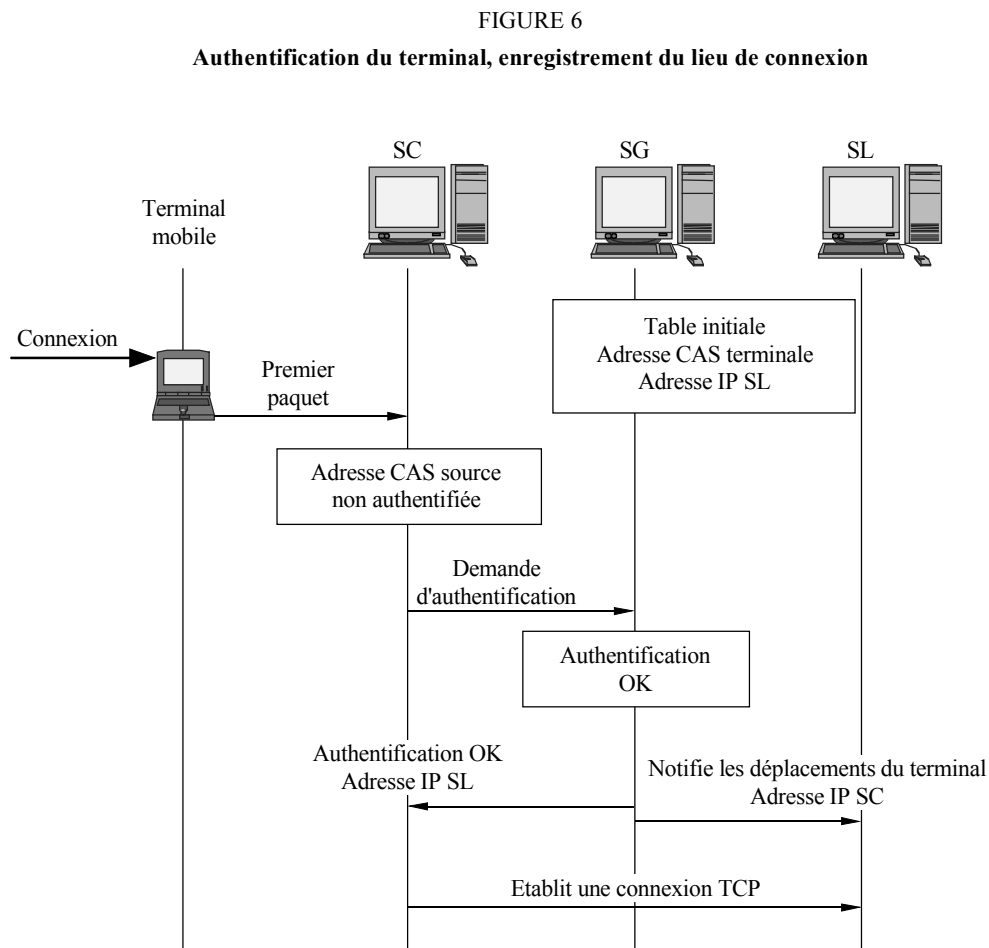 FIGURE 6
Authentification du terminal, enregistrement du lieu de connexion
SC
SG
SL
Terminal
mobile
Connexion
Table initiale
Adresse CAS terminale
Adresse IP SL
Premier
paquet
Adresse CAS source
non authentifiée
Demande
d'authentification
Authentification
OK
Authentification OK
Adresse IP SL
Notifie les déplacements du terminal
Adresse IP SC
Etablit une connexion TCP